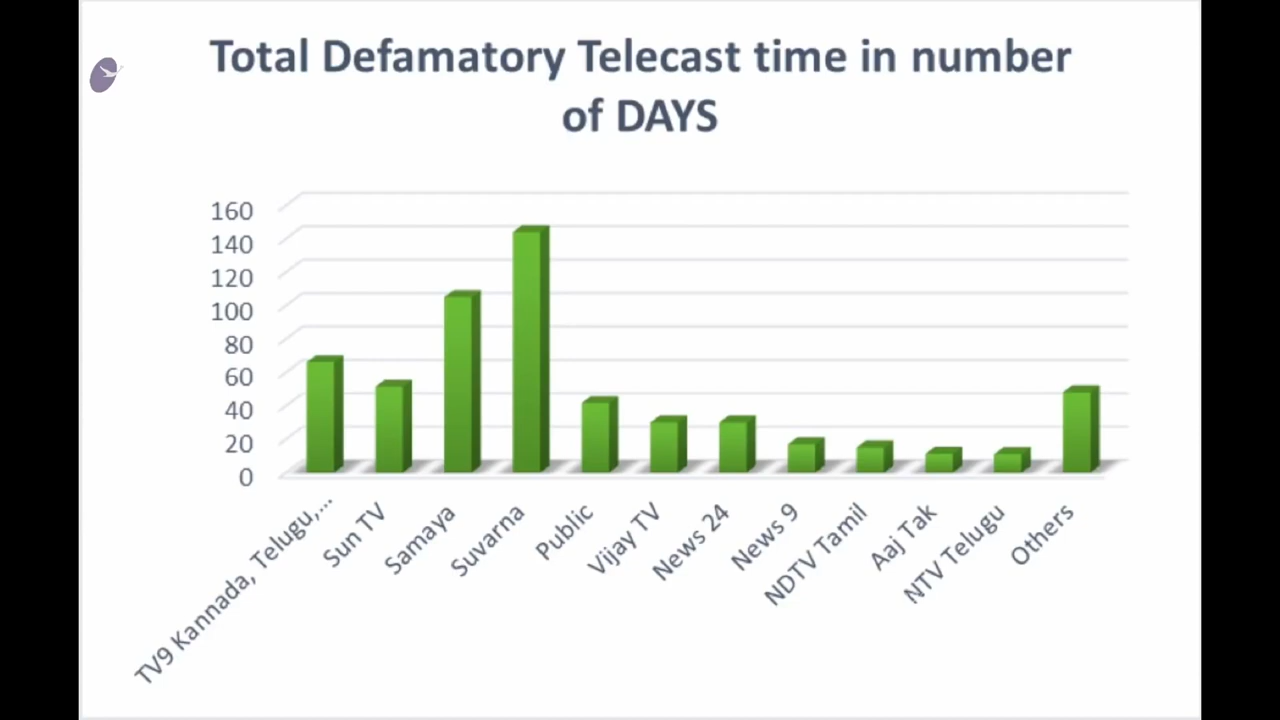 Total Defamatory Telecast time in number
of DAYS
160
140
120
100
80
60
40
20
0
TV9 Kannada, Telugu,...
Sun TV
Samaya
Suvarna
Public
Vijay TV
News 24
News 9
NDTV Tamil
Aaj Tak
NTV Telugu
Others